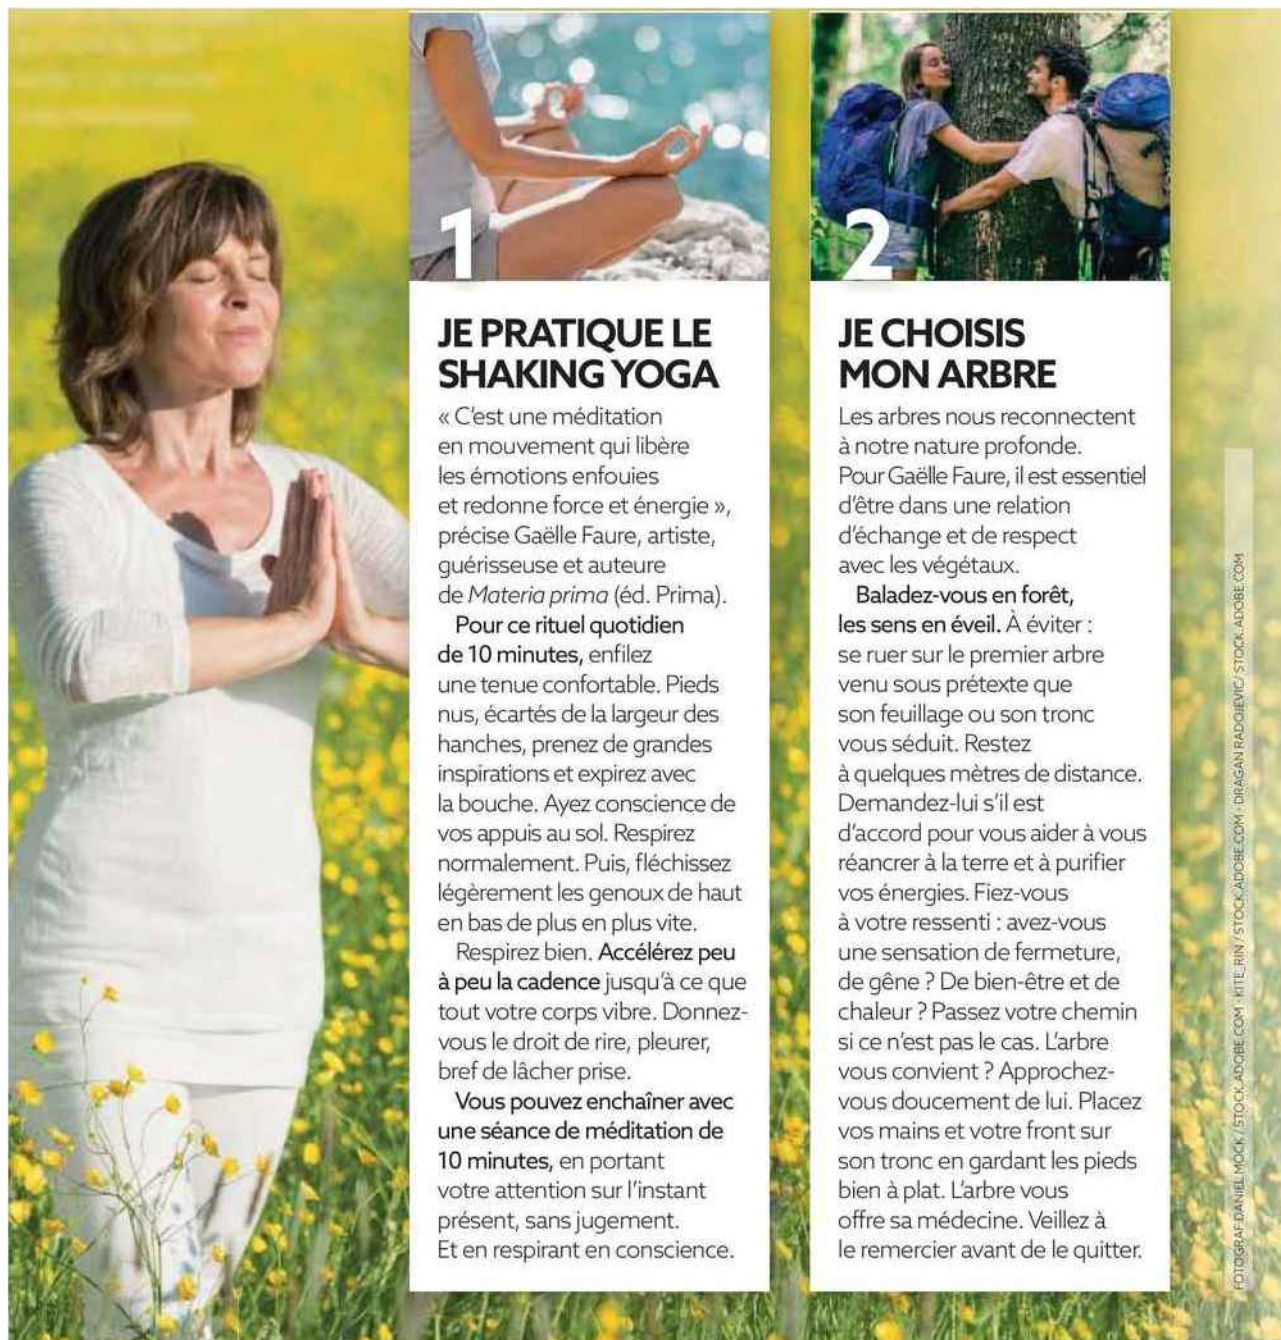 1
JE PRATIQUE LE
SHAKING YOGA
« C'est une méditation
en mouvement qui libère
les émotions enfouies
et redonne force et énergie »,
précise Gaëlle Faure, artiste,
guérisseuse et auteure
de Materia prima (éd. Prima).
Pour ce rituel quotidien
de 10 minutes, enfilez
une tenue confortable. Pieds
nus, écartés de la largeur des
hanches, prenez de grandes
inspirations et expirez avec
la bouche. Ayez conscience de
vos appuis au sol. Respirez
normalement. Puis, fléchissez
légèrement les genoux de haut
en bas de plus en plus vite.
Respirez bien. Accélérez peu
à peu la cadence jusqu'à ce que
tout votre corps vibre. Donnez-
vous le droit de rire, pleurer,
bref de lâcher prise.
Vous pouvez enchaîner avec
une séance de méditation de
10 minutes, en portant
votre attention sur l'instant
présent, sans jugement.
Et en respirant en conscience.
2
JE CHOISIS
MON ARBRE
Les arbres nous reconnectent
à notre nature profonde.
Pour Gaëlle Faure, il est essentiel
d'être dans une relation
d'échange et de respect
avec les végétaux.
Baladez-vous en forêt,
les sens en éveil. À éviter :
se ruer sur le premier arbre
venu sous prétexte que
son feuillage ou son tronc
vous séduit. Restez
à quelques mètres de distance.
Demandez-lui s'il est
d'accord pour vous aider à vous
réancrer à la terre et à purifier
vos énergies. Fiez-vous
à votre ressenti : avez-vous
une sensation de fermeture,
de gêne ? De bien-être et de
chaleur ? Passez votre chemin
si ce n'est pas le cas. L'arbre
vous convient ? Approchez-
vous doucement de lui. Placez
vos mains et votre front sur
son tronc en gardant les pieds
bien à plat. L'arbre vous
offre sa médecine. Veillez à
le remercier avant de le quitter.
FOTOGRAF DANIEL MOCK / STOCK.ADOBE.COM - KITE_RIN / STOCK.ADOBE.COM - DRAGAN RADOJEVIC/ STOCK.ADOBE.COM